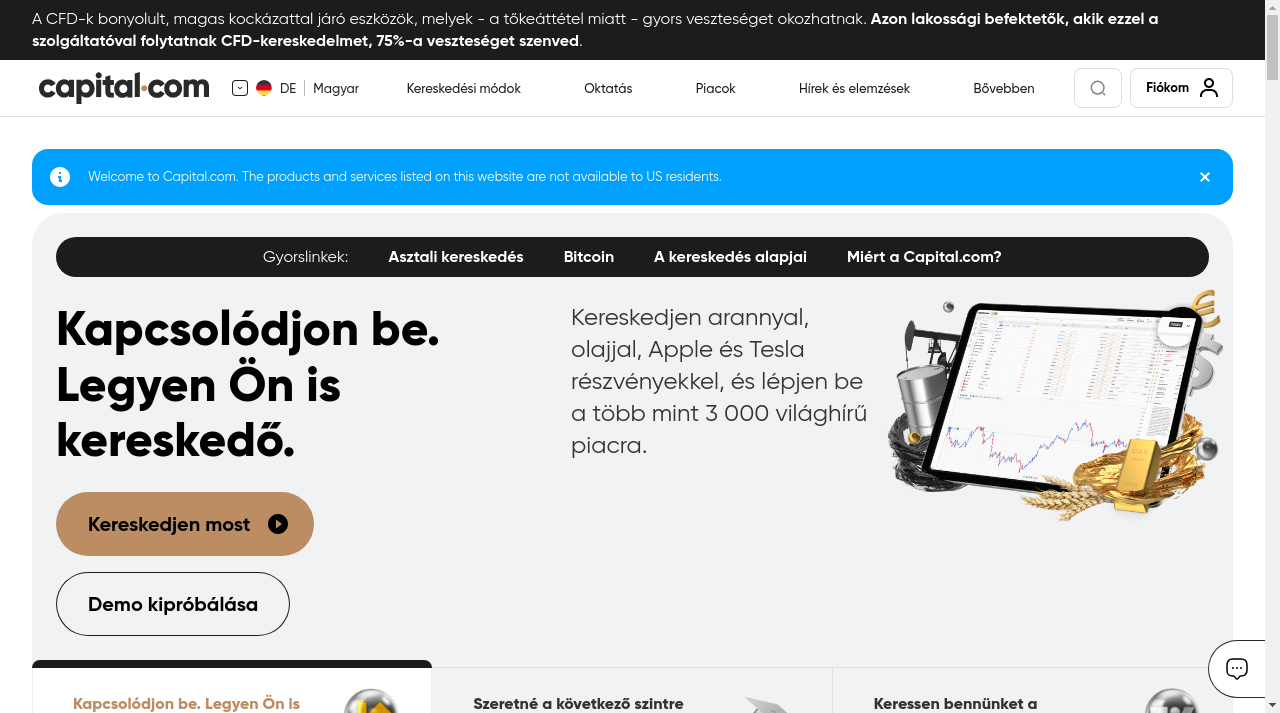 A CFD-k bonyolult, magas kockázattal járó eszközök, melyek - a tőkeáttétel miatt - gyors veszteséget okozhatnak. Azon lakossági befektetők, akik ezzel a
szolgáltatóval folytatnak CFD-kereskedelmet, 75%-a veszteséget szenved.
capital.com
DE
Magyar
Kereskedési módok
Oktatás
Piacok
Hírek és elemzések
Bővebben
Fiókom
Welcome to Capital.com. The products and services listed on this website are not available to US residents.
Gyorslinkek:
Asztali kereskedés
Bitcoin
A kereskedés alapjai
Miért a Capital.com?
Kapcsolódjon be.
Legyen Ön is
kereskedő.
Kereskedjen arannyal,
olajjal, Apple és Tesla
részvényekkel, és lépjen be
a több mint 3 000 világhírű
piacra.
Kereskedjen most
Demo kipróbálása
Kapcsolódjon be. Legyen Ön is
Szeretné a következő szintre
Keressen bennünket a